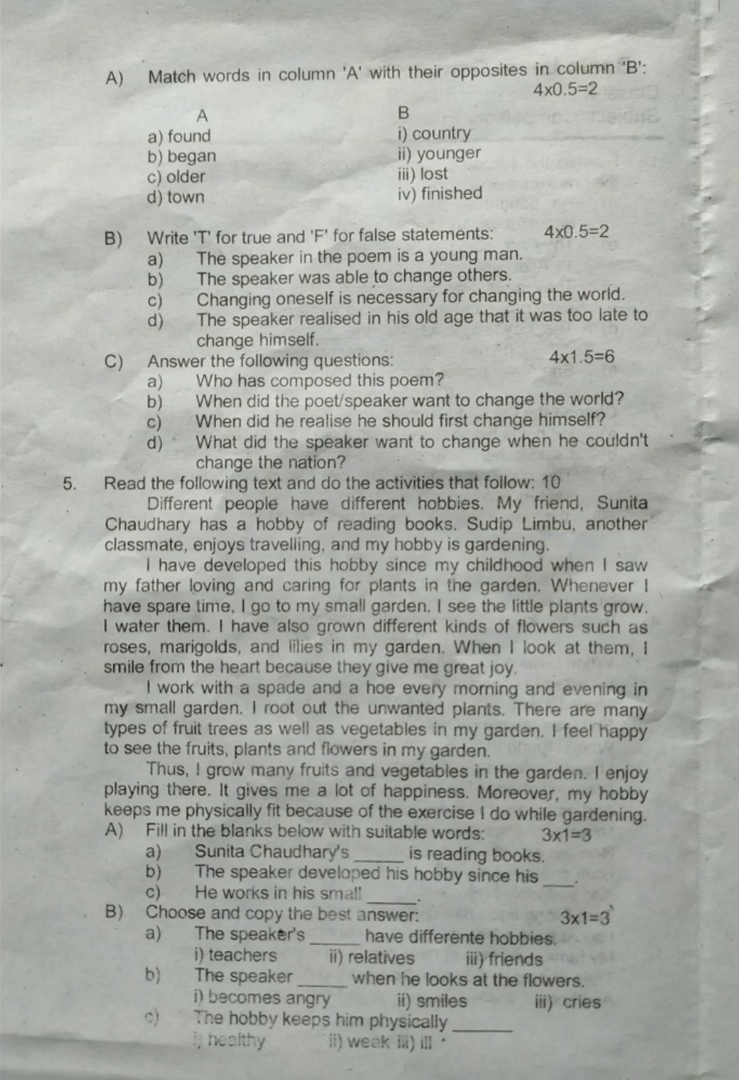 A) Match words in column 'A' with their opposites in column 'B':
4x0.5=2
A B
a) found i) country
b) began ii) younger
c) older iii) lost
d) town iv) finished
B) Write 'T' for true and 'F' for false statements: 4x0.5=2
a) The speaker in the poem is a young man.
b) The speaker was able to change others.
c) Changing oneself is necessary for changing the world.
d) The speaker realised in his old age that it was too late to
change himself.
C) Answer the following questions: 4x1.5=6
a) Who has composed this poem?
b) When did the poet/speaker want to change the world?
c) When did he realise he should first change himself?
d) What did the speaker want to change when he couldn't
change the nation?
5. Read the following text and do the activities that follow: 10
Different people have different hobbies. My friend, Sunita
Chaudhary has a hobby of reading books. Sudip Limbu, another
classmate, enjoys travelling, and my hobby is gardening.
I have developed this hobby since my childhood when I saw
my father loving and caring for plants in the garden. Whenever I
have spare time, I go to my small garden. I see the little plants grow.
I water them. I have also grown different kinds of flowers such as
roses, marigolds, and lilies in my garden. When I look at them, I
smile from the heart because they give me great joy.
I work with a spade and a hoe every morning and evening in
my small garden. I root out the unwanted plants. There are many
types of fruit trees as well as vegetables in my garden. I feel happy
to see the fruits, plants and flowers in my garden.
Thus, I grow many fruits and vegetables in the garden. I enjoy
playing there. It gives me a lot of happiness. Moreover, my hobby
keeps me physically fit because of the exercise I do while gardening.
A) Fill in the blanks below with suitable words: 3x1=3
a) Sunita Chaudhary's _____ is reading books.
b) The speaker developed his hobby since his ___.
c) He works in his small _____.
B) Choose and copy the best answer: 3x1=3
a) The speaker's _____ have differente hobbies.
i) teachers ii) relatives iii) friends
b) The speaker _____ when he looks at the flowers.
i) becomes angry ii) smiles iii) cries
c) The hobby keeps him physically ______
i) healthy ii) weak iii) ill